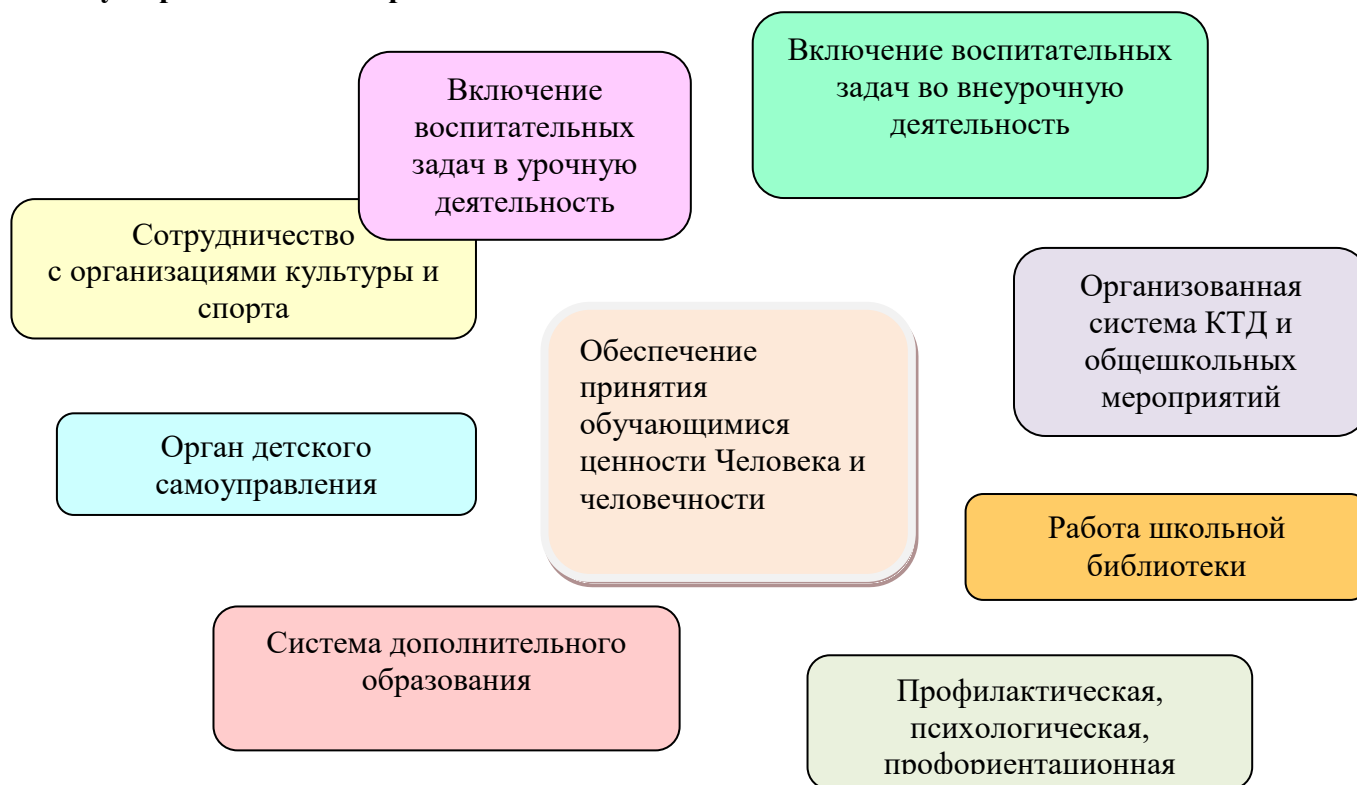 Включение воспитательных
задач во внеурочную
деятельность
Включение
воспитательных
задач в урочную
деятельность
Сотрудничество
с организациями культуры и
спорта
Организованная
система КТД и
общешкольных
мероприятий
Обеспечение
принятия
обучающимися
ценности Человека и
человечности
Орган детского
самоуправления
Работа школьной
библиотеки
Система дополнительного
образования
Профилактическая,
психологическая,
профориентационная